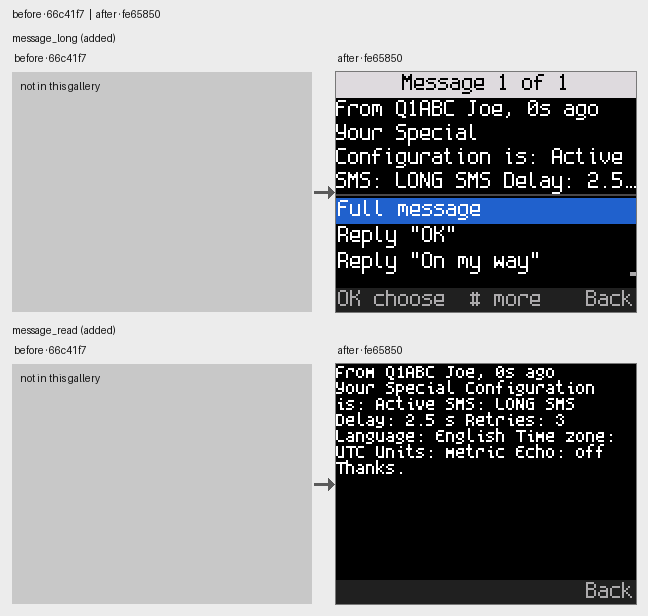 before · 66c41f7 | after · fe65850
message_long (added)
before · 66c41f7
after · fe65850
not in this gallery
Message 1 of 1
From Q1ABC Joe, 0s ago
Your Special
Configuration is: Active
SMS: LONG SMS Delay: 2.5…
Full message
Reply "OK"
Reply "On my way"
OK choose # more Back
message_read (added)
before · 66c41f7
after · fe65850
not in this gallery
From Q1ABC Joe, 0s ago
Your Special Configuration
is: Active SMS: LONG SMS
Delay: 2.5 s Retries: 3
Language: English Time zone:
UTC Units: metric Echo: off
Thanks.
Back